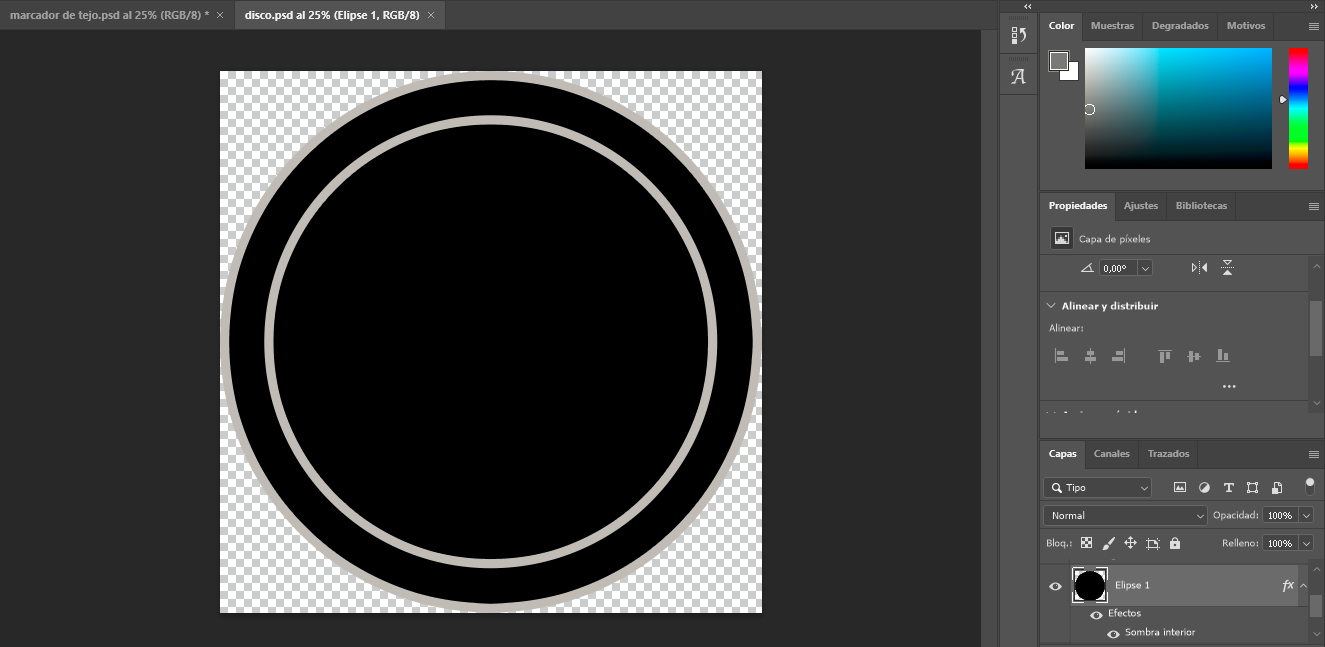 marcador de tejo.psd al 25% (RGB/8) * ×
disco.psd al 25% (Elipse 1, RGB/8) ×
Color Muestras Degradados Motivos
Propiedades Ajustes Bibliotecas
Capa de píxeles
0,00°
Alinear y distribuir
Alinear:
Capas Canales Trazados
Tipo
Normal Opacidad: 100%
Bloq.: Relleno: 100%
Elipse 1 fx
Efectos
Sombra interior